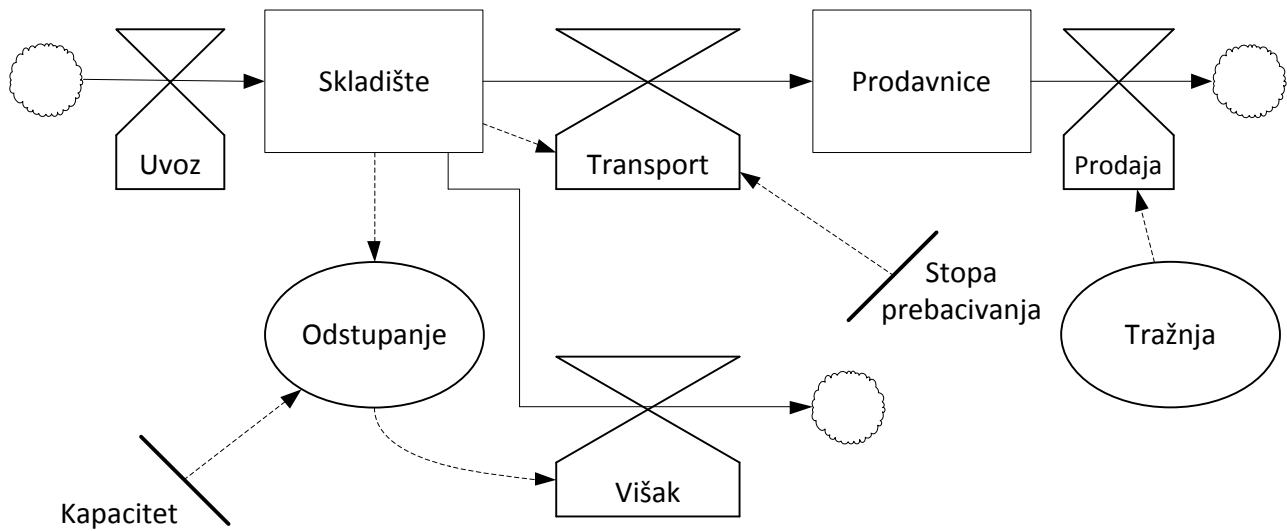 Skladište
Prodavnice
Uvoz
Transport
Prodaja
Stopa
prebacivanja
Odstupanje
Tražnja
Višak
Kapacitet